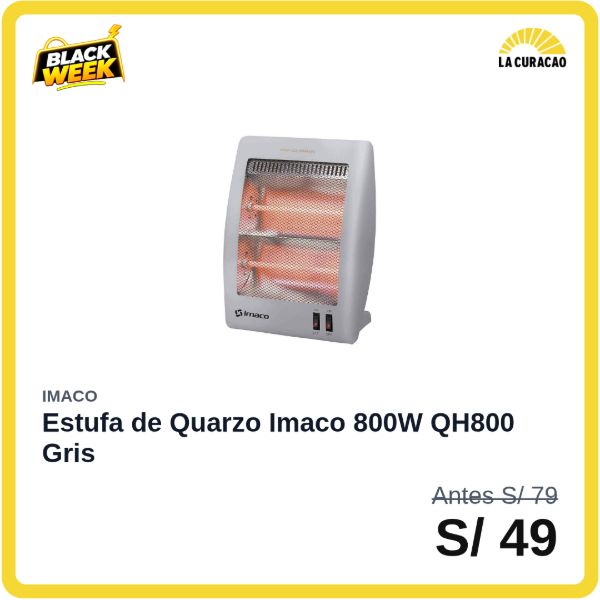 BLACK
WEEK
LA CURACAO
imaco
IMACO
Estufa de Quarzo Imaco 800W QH800
Gris
Antes S/ 79
S/ 49